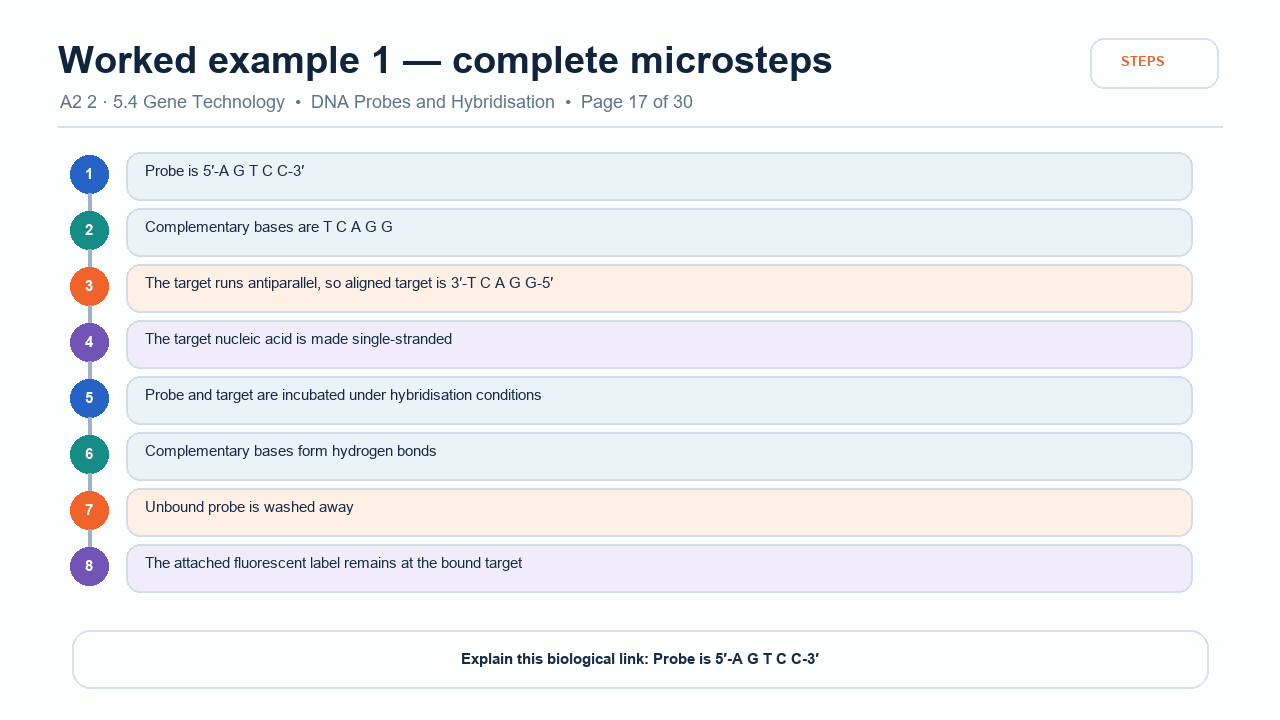 Worked example 1 — complete microsteps
STEPS
A2 2 · 5.4 Gene Technology • DNA Probes and Hybridisation • Page 17 of 30
1 Probe is 5′-A G T C C-3′
2 Complementary bases are T C A G G
3 The target runs antiparallel, so aligned target is 3′-T C A G G-5′
4 The target nucleic acid is made single-stranded
5 Probe and target are incubated under hybridisation conditions
6 Complementary bases form hydrogen bonds
7 Unbound probe is washed away
8 The attached fluorescent label remains at the bound target
Explain this biological link: Probe is 5′-A G T C C-3′